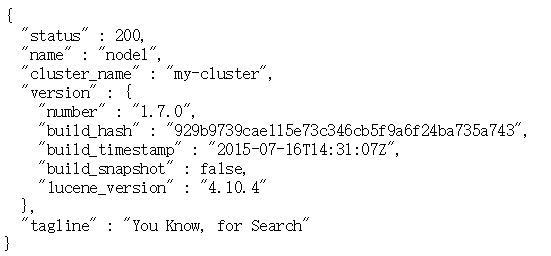 {
  "status" : 200,
  "name" : "node1",
  "cluster_name" : "my-cluster",
  "version" : {
    "number" : "1.7.0",
    "build_hash" : "929b9739cae115e73c346cb5f9a6f24ba735a743",
    "build_timestamp" : "2015-07-16T14:31:07Z",
    "build_snapshot" : false,
    "lucene_version" : "4.10.4"
  },
  "tagline" : "You Know, for Search"
}